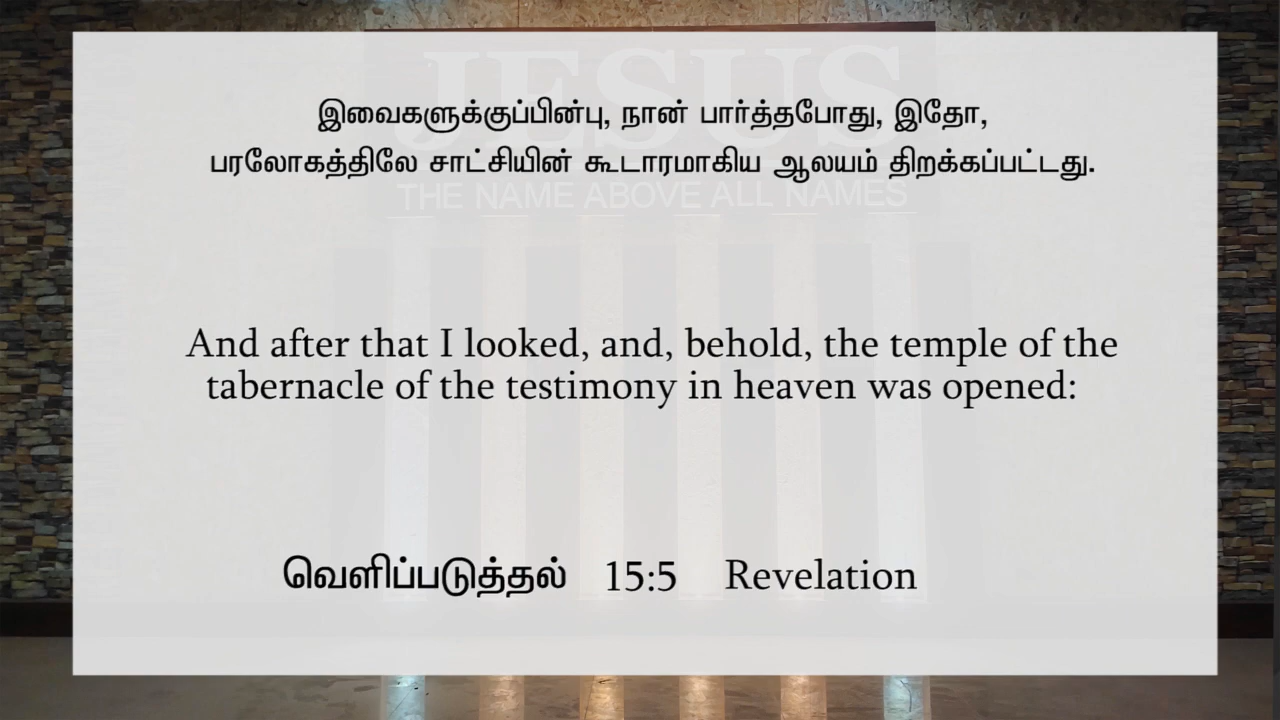 JESUS
இவைகளுக்குப்பின்பு, நான் பார்த்தபோது, இதோ,
பரலோகத்திலே சாட்சியின் கூடாரமாகிய ஆலயம் திறக்கப்பட்டது.
THE NAME ABOVE ALL NAMES
And after that I looked, and, behold, the temple of the
tabernacle of the testimony in heaven was opened:
வெளிப்படுத்தல் 15:5 Revelation